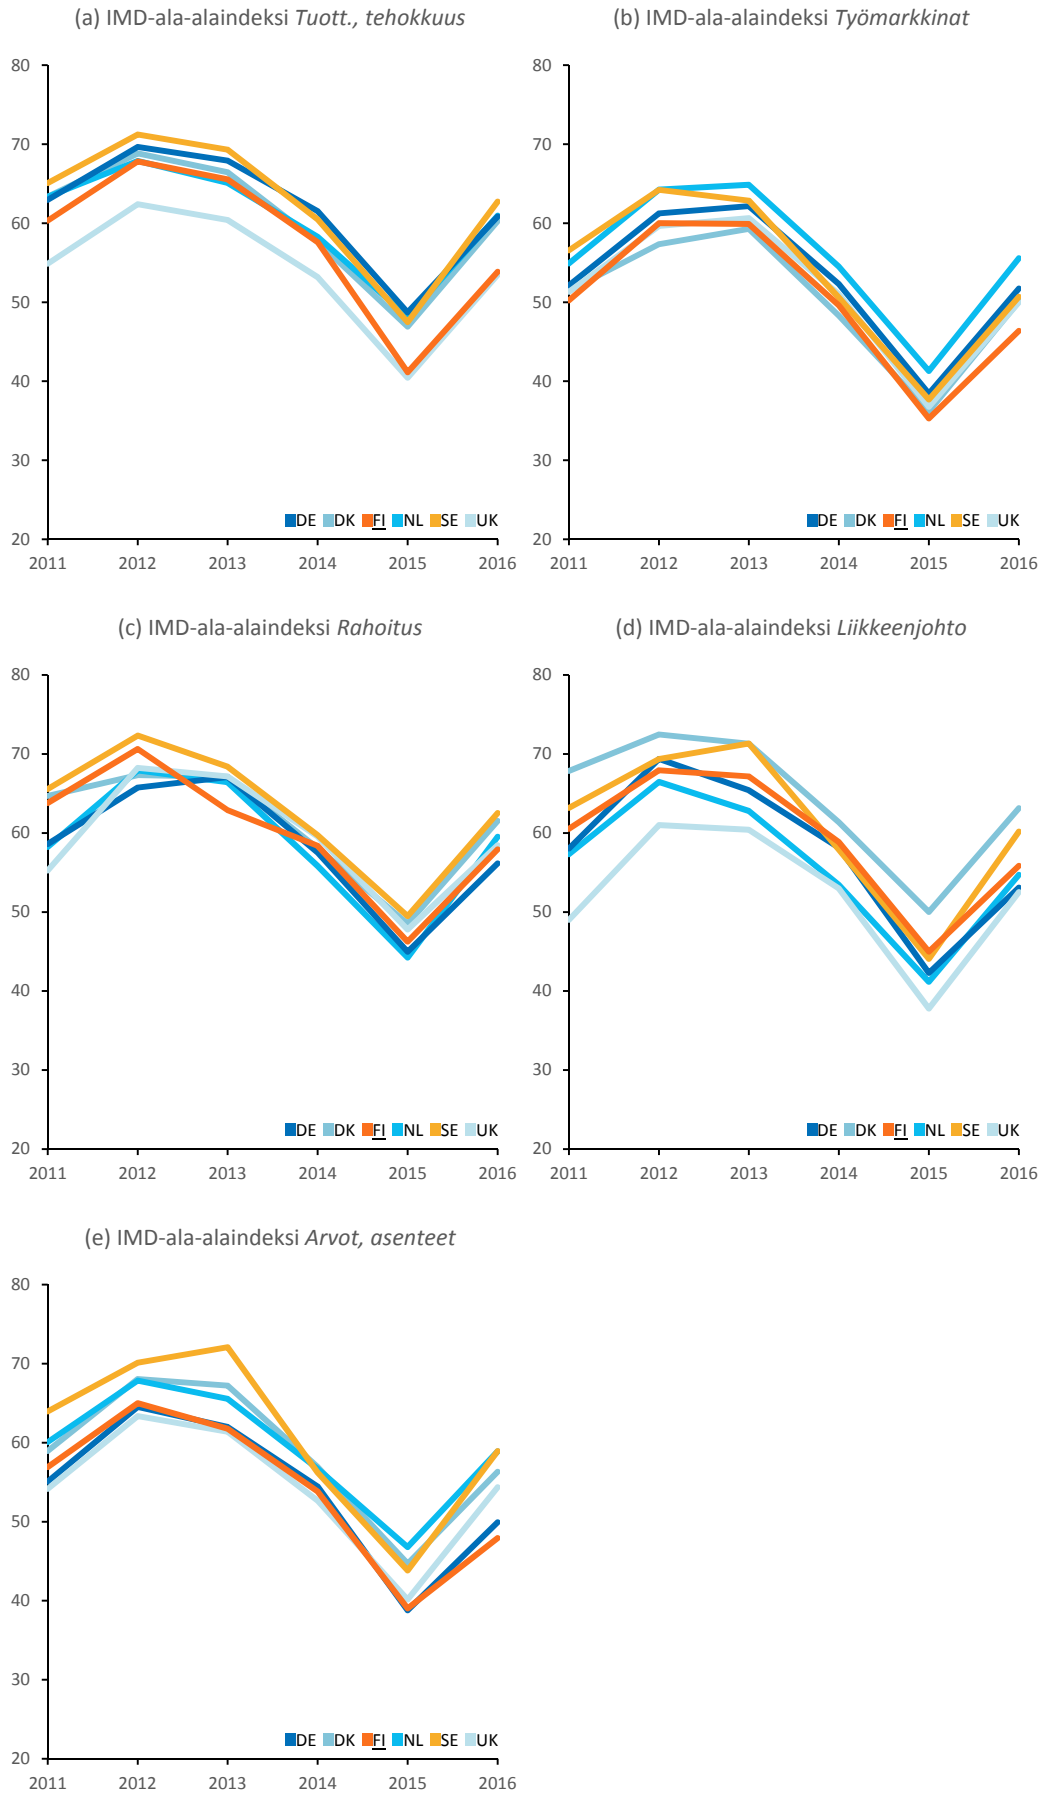 (a) IMD-ala-alaindeksi Tuott., tehokkuus
80
70
60
50
40
30
20
DE DK FI NL SE UK
2011 2012 2013 2014 2015 2016
(b) IMD-ala-alaindeksi Työmarkkinat
80
70
60
50
40
30
20
DE DK FI NL SE UK
2011 2012 2013 2014 2015 2016
(c) IMD-ala-alaindeksi Rahoitus
80
70
60
50
40
30
20
DE DK FI NL SE UK
2011 2012 2013 2014 2015 2016
(d) IMD-ala-alaindeksi Liikkeenjohto
80
70
60
50
40
30
20
DE DK FI NL SE UK
2011 2012 2013 2014 2015 2016
(e) IMD-ala-alaindeksi Arvot, asenteet
80
70
60
50
40
30
20
DE DK FI NL SE UK
2011 2012 2013 2014 2015 2016